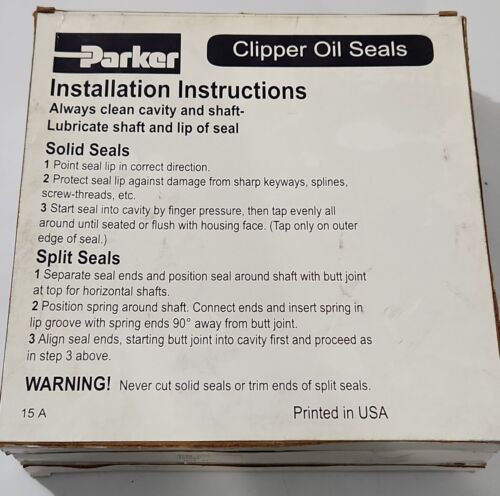 Parker
Clipper Oil Seals
Installation Instructions
Always clean cavity and shaft-
Lubricate shaft and lip of seal
Solid Seals
1 Point seal lip in correct direction.
2 Protect seal lip against damage from sharp keyways, splines,
screw-threads, etc.
3 Start seal into cavity by finger pressure, then tap evenly all
around until seated or flush with housing face. (Tap only on outer
edge of seal.)
Split Seals
1 Separate seal ends and position seal around shaft with butt joint
at top for horizontal shafts.
2 Position spring around shaft. Connect ends and insert spring in
lip groove with spring ends 90° away from butt joint.
3 Align seal ends, starting butt joint into cavity first and proceed as
in step 3 above.
WARNING! Never cut solid seals or trim ends of split seals.
15 A
Printed in USA